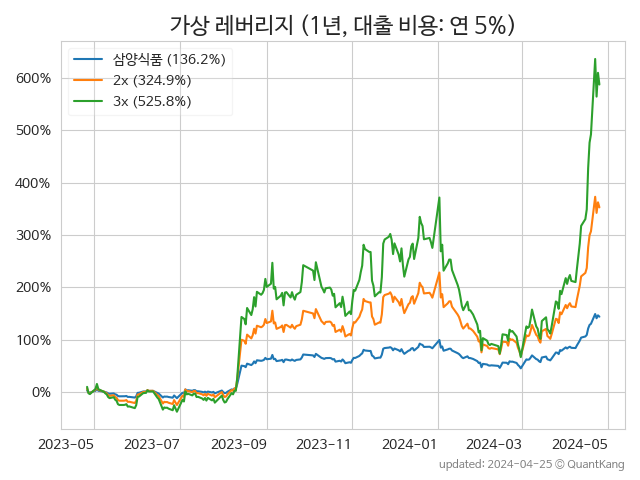 가상 레버리지 (1년, 대출 비용: 연 5%)
삼양식품 (136.2%)
2x (324.9%)
3x (525.8%)
600%
500%
400%
300%
200%
100%
0%
2023-05 2023-07 2023-09 2023-11 2024-01 2024-03 2024-05
updated: 2024-04-25 © QuantKang